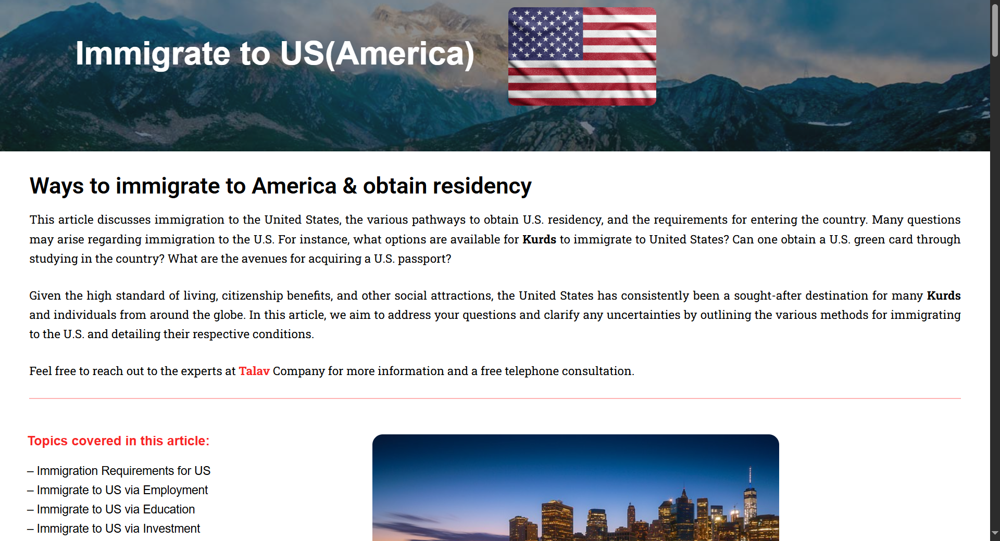 Immigrate to US(America)
Ways to immigrate to America & obtain residency
This article discusses immigration to the United States, the various pathways to obtain U.S. residency, and the requirements for entering the country. Many questions
may arise regarding immigration to the U.S. For instance, what options are available for Kurds to immigrate to United States? Can one obtain a U.S. green card through
studying in the country? What are the avenues for acquiring a U.S. passport?
Given the high standard of living, citizenship benefits, and other social attractions, the United States has consistently been a sought-after destination for many Kurds
and individuals from around the globe. In this article, we aim to address your questions and clarify any uncertainties by outlining the various methods for immigrating
to the U.S. and detailing their respective conditions.
Feel free to reach out to the experts at Talav Company for more information and a free telephone consultation.
Topics covered in this article:
– Immigration Requirements for US
– Immigrate to US via Employment
– Immigrate to US via Education
– Immigrate to US via Investment